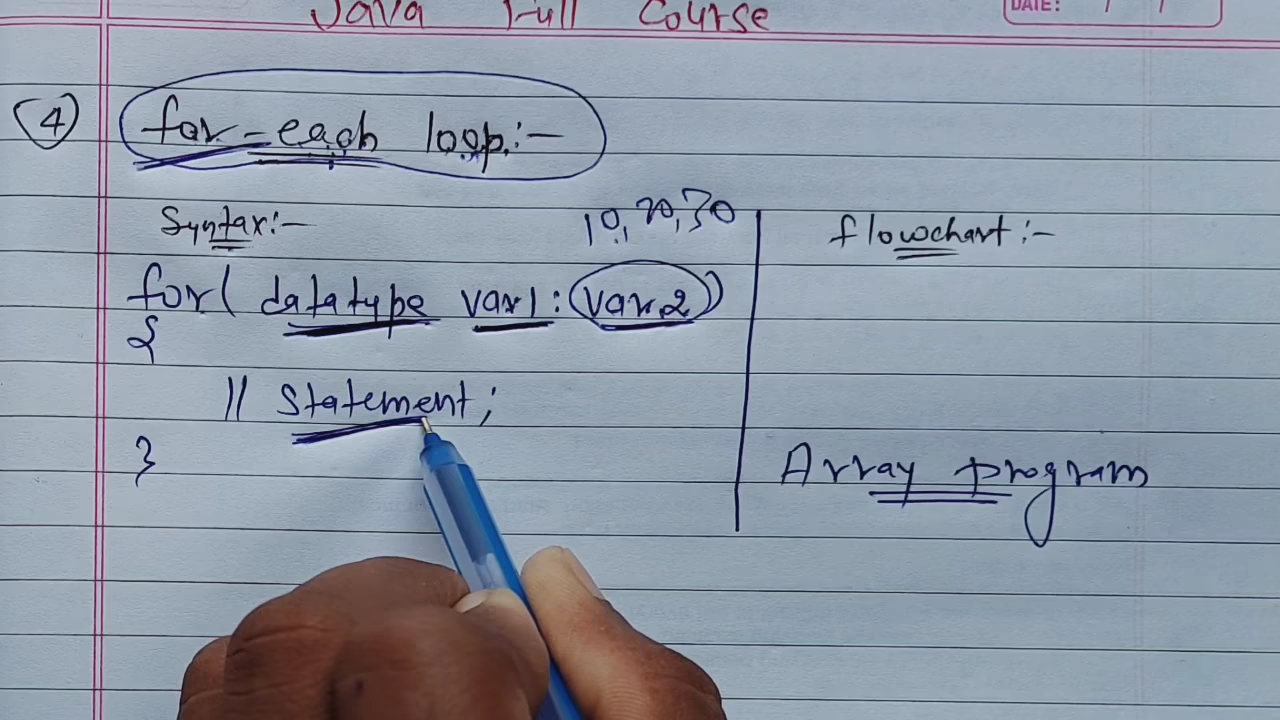 Java Full Course
DATE: / /
4 for-each loop:-
Syntax:-
10, 20, 30
for( datatype var1 : var2)
{
// Statement;
}
flowchart:-
Array program